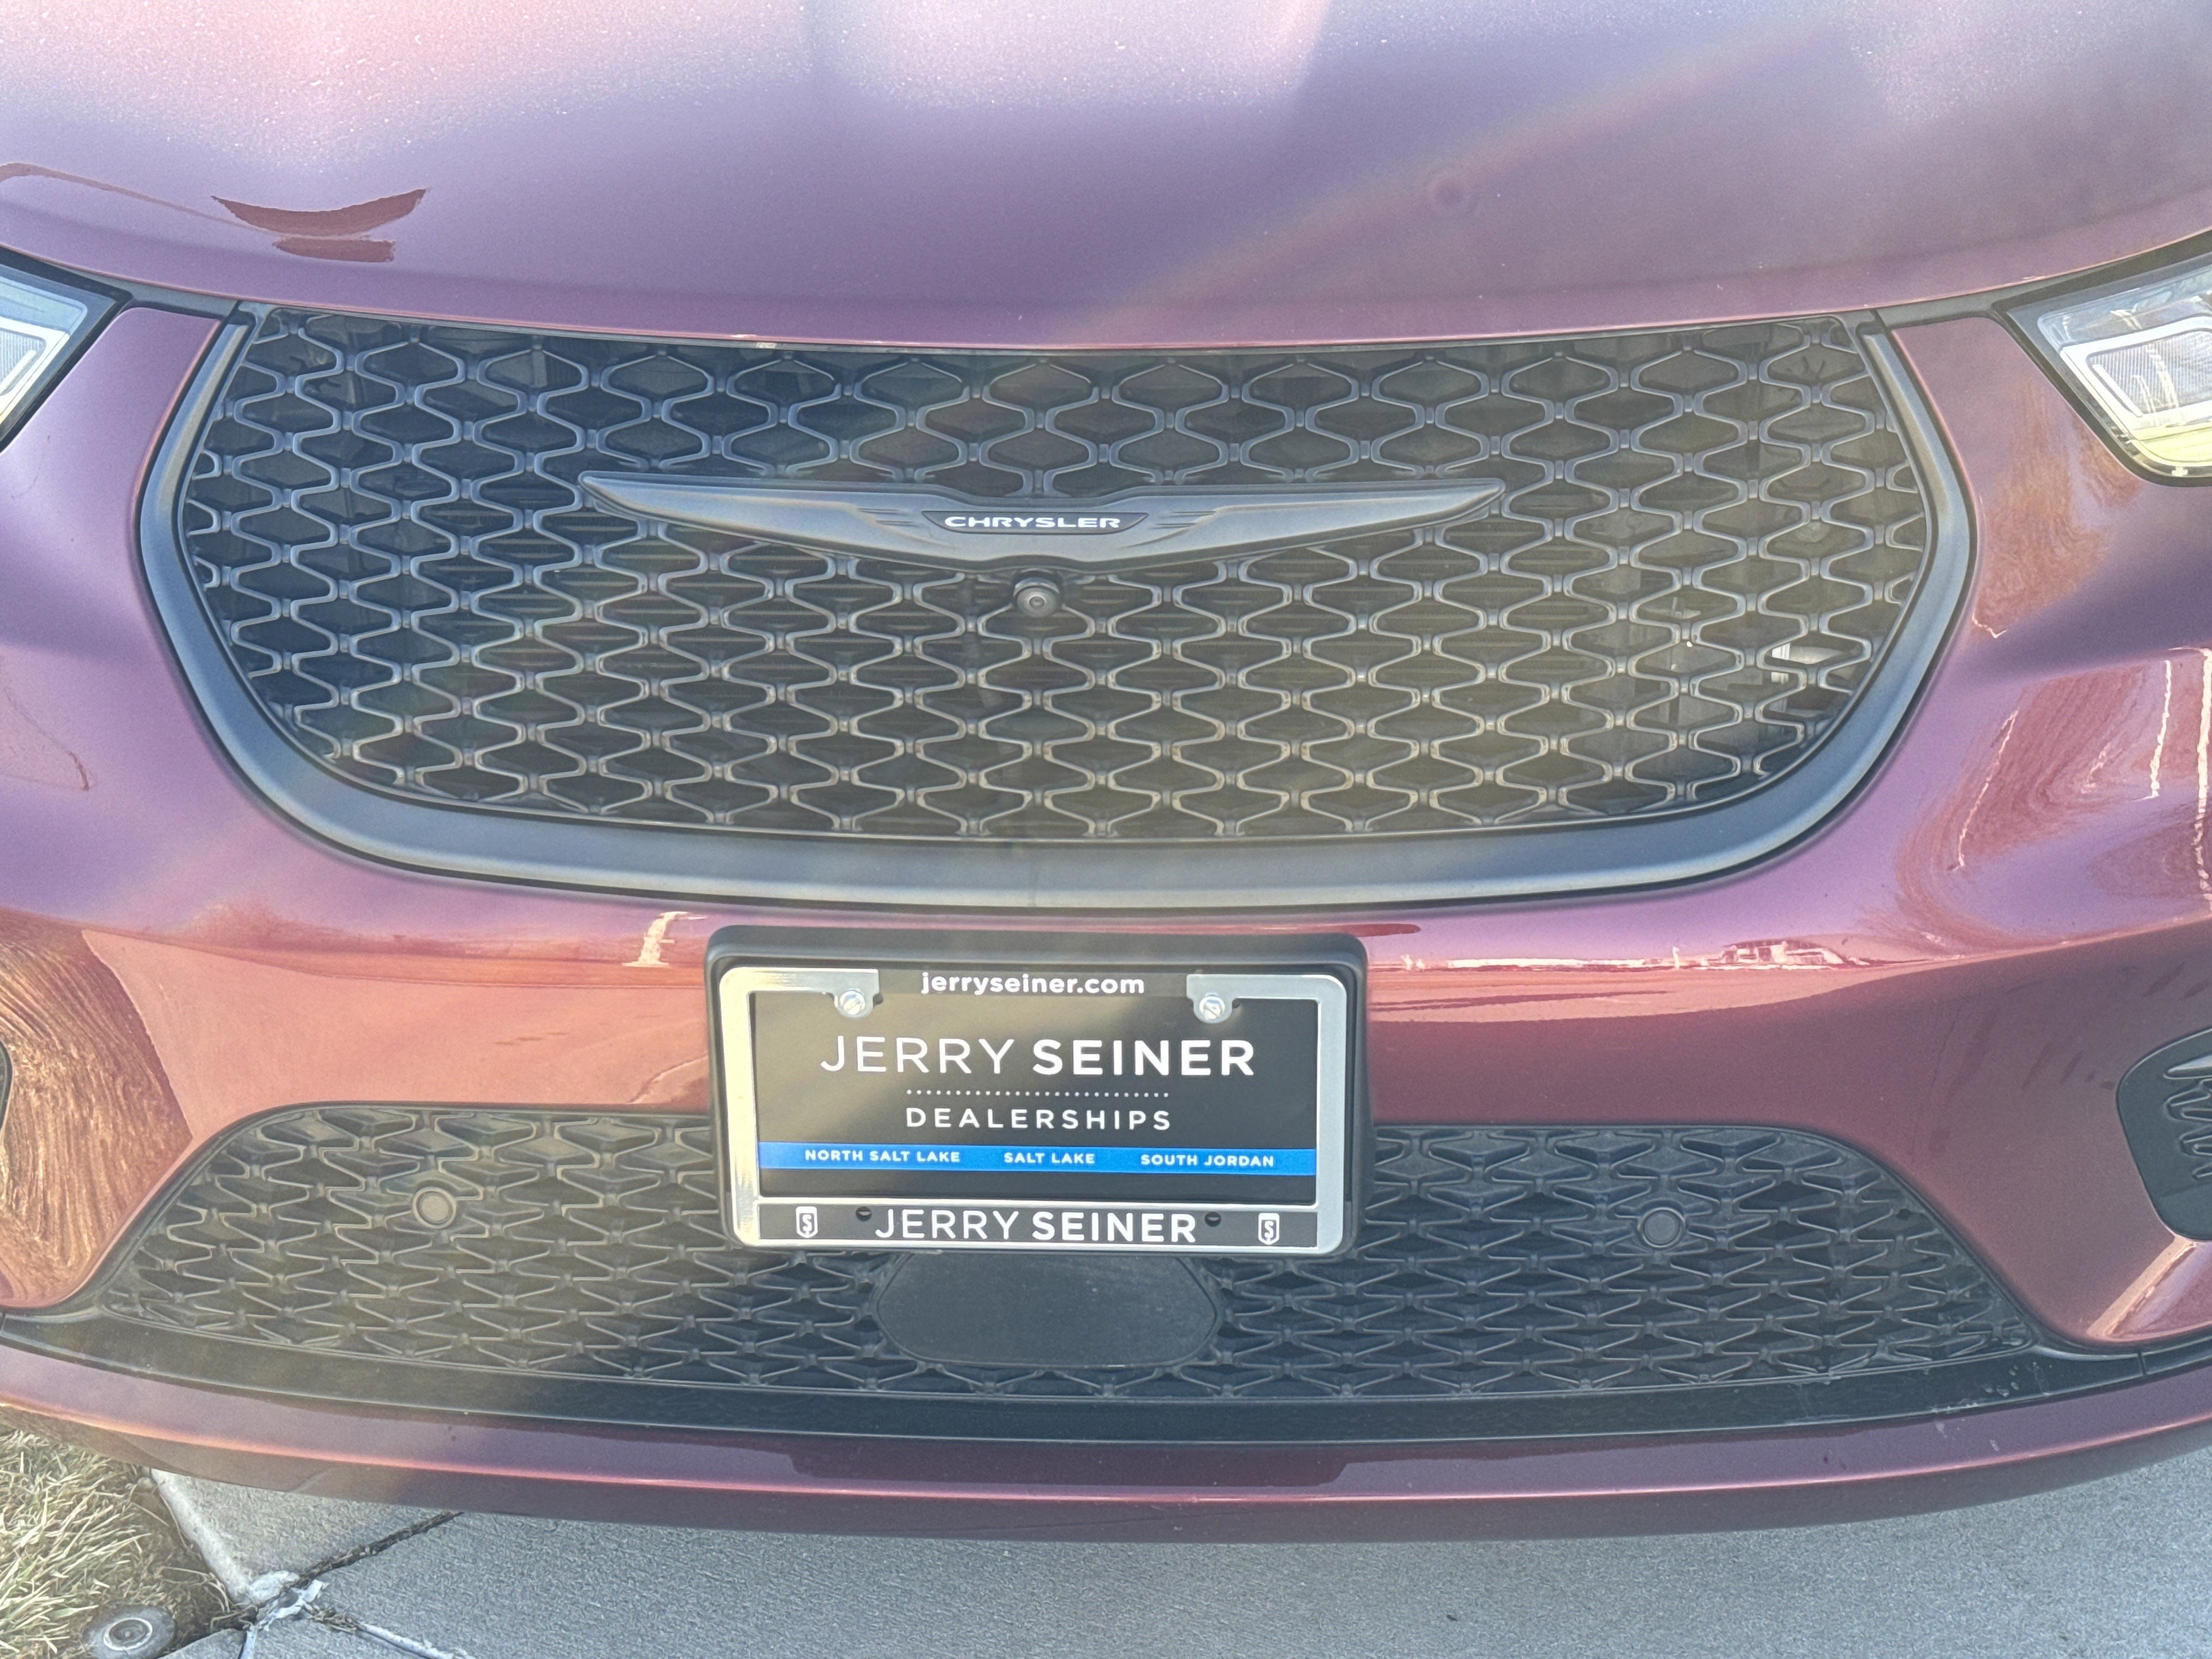 CHRYSLER
jerryseiner.com
JERRY SEINER
DEALERSHIPS
NORTH SALT LAKE SALT LAKE SOUTH JORDAN
S JERRY SEINER S